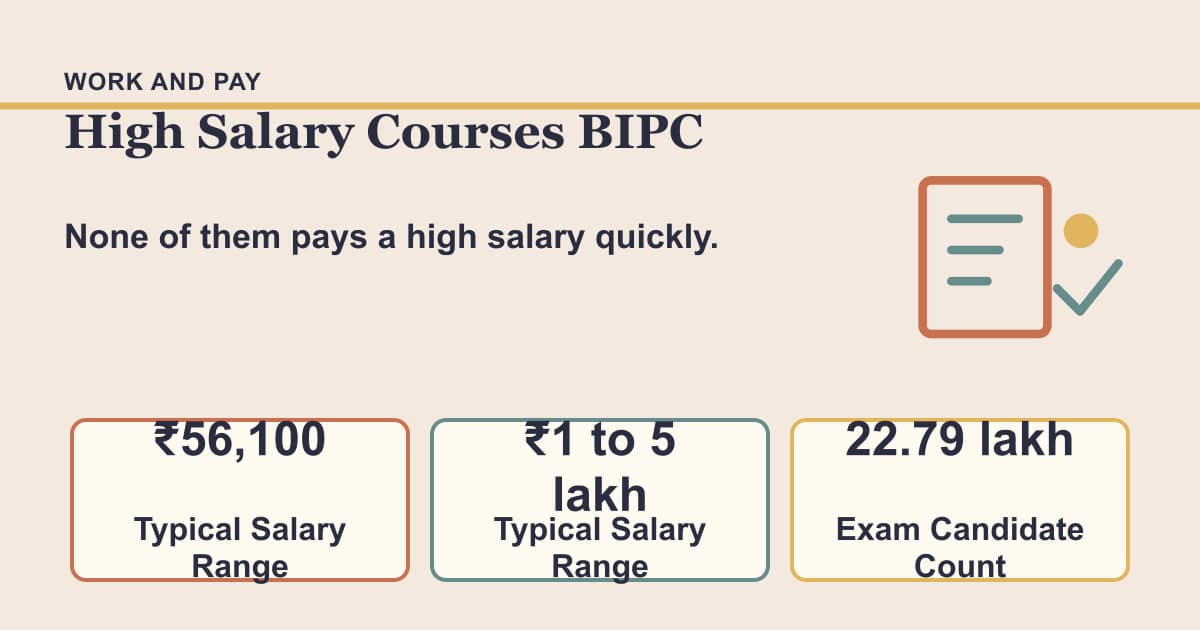 WORK AND PAY
High Salary Courses BIPC
None of them pays a high salary quickly.
₹56,100
Typical Salary
Range
₹1 to 5
lakh
Typical Salary
Range
22.79 lakh
Exam Candidate
Count